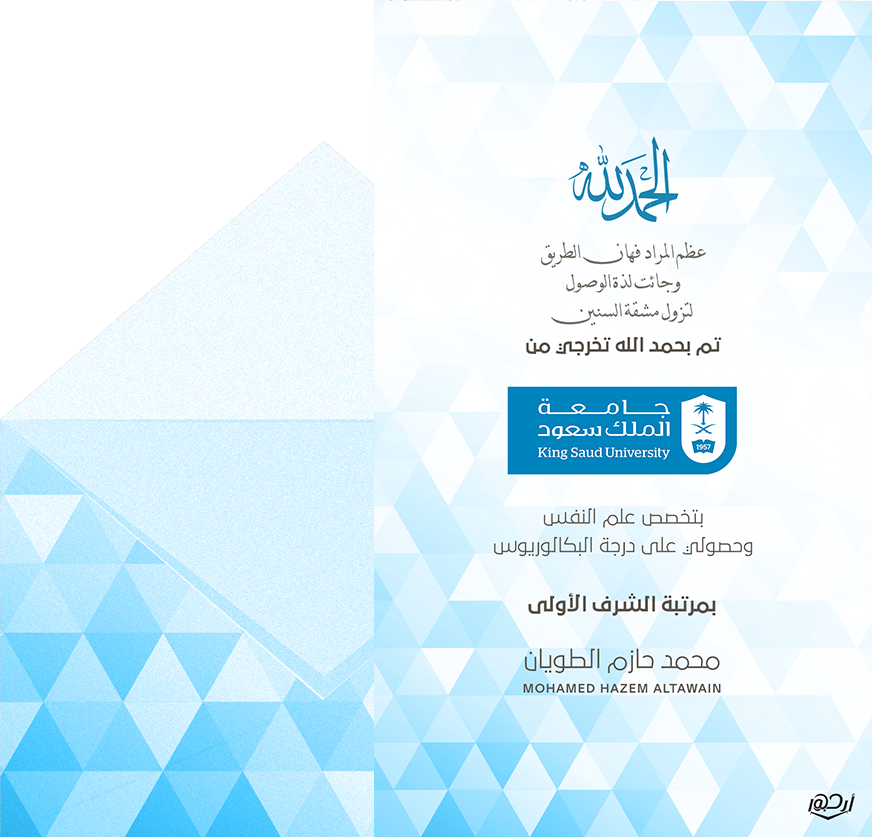 الحمد لله
عظم المراد فهان الطريق
وجائت لذة الوصول
لتزول مشقة السنين
تم بحمد الله تخرجي من
جامعة
الملك سعود
King Saud University
1957
بتخصص علم النفس
وحصولي على درجة البكالوريوس
بمرتبة الشرف الأولى
محمد حازم الطويان
MOHAMED HAZEM ALTAWAIN